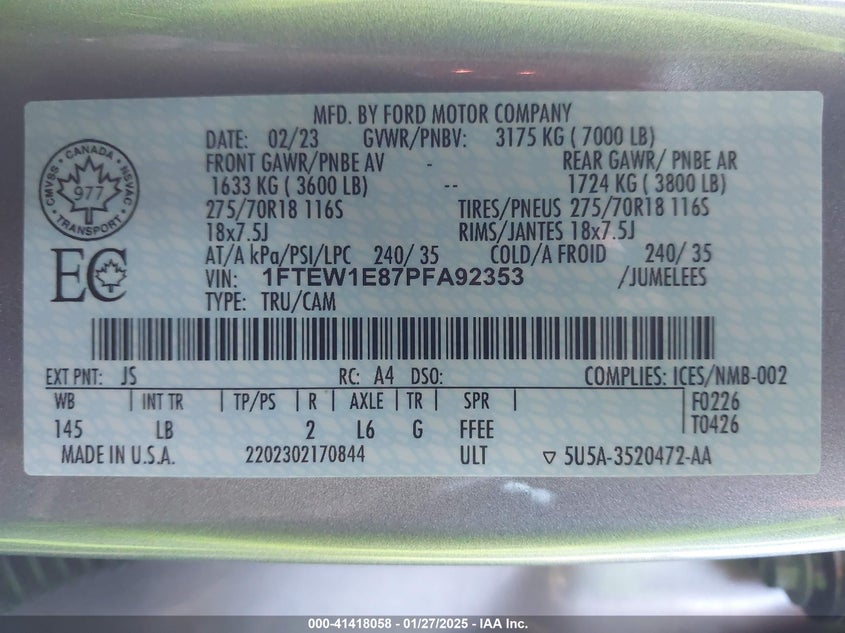 MFD. BY FORD MOTOR COMPANY
DATE: 02/23 GVWR/PNBV: 3175 KG ( 7000 LB)
FRONT GAWR/PNBE AV - REAR GAWR/ PNBE AR
1633 KG ( 3600 LB) -- 1724 KG ( 3800 LB)
275/70R18 116S TIRES/PNEUS 275/70R18 116S
18x7.5J RIMS/JANTES 18x7.5J
AT/A kPa/PSI/LPC 240/ 35 COLD/A FROID 240/ 35
VIN: 1FTEW1E87PFA92353 /JUMELEES
TYPE: TRU/CAM
CANADA
CMVSS - NSVAC
977
TRANSPORT
EC
EXT PNT: JS RC: A4 DSO: COMPLIES: ICES/NMB-002
WB | INT TR | TP/PS | R | AXLE | TR | SPR | F0226
145 LB 2 L6 G FFEE T0426
MADE IN U.S.A. 2202302170844 ULT ▽ 5U5A-3520472-AA
000-41418058 - 01/27/2025 - IAA Inc.